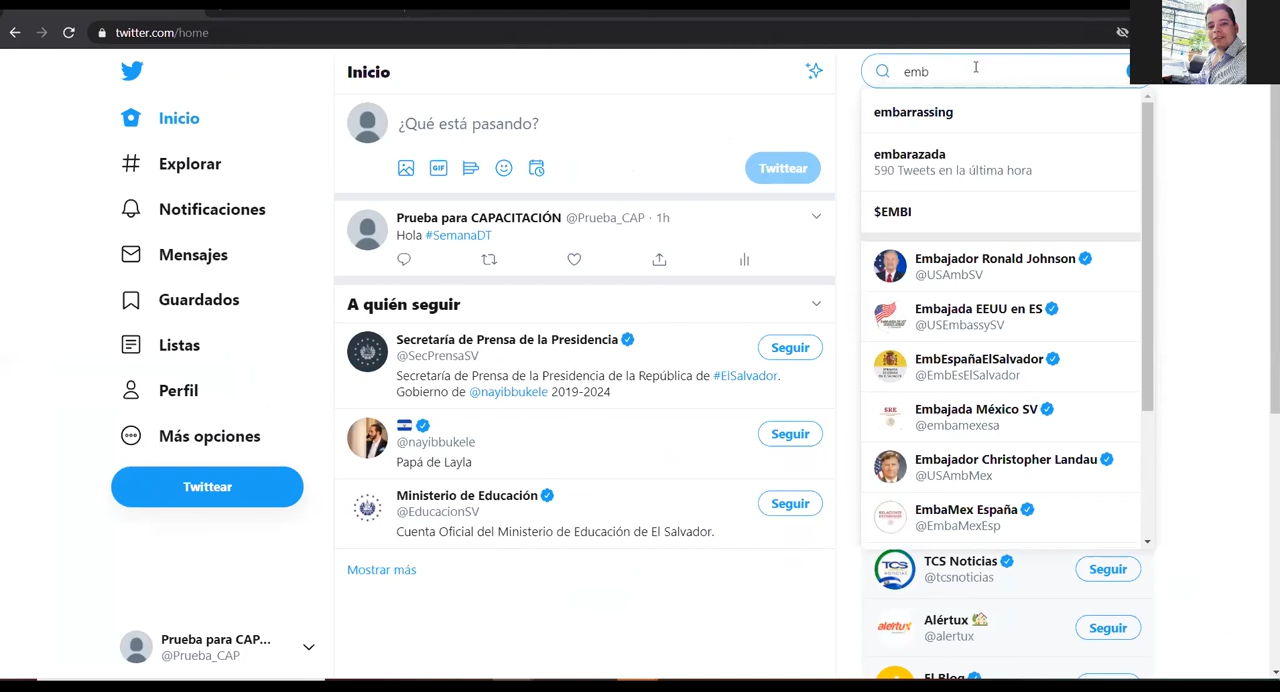 twitter.com/home
Inicio
Explorar
Notificaciones
Mensajes
Guardados
Listas
Perfil
Más opciones
Twittear
Prueba para CAP...
@Prueba_CAP
Inicio
¿Qué está pasando?
GIF
Twittear
Prueba para CAPACITACIÓN @Prueba_CAP · 1h
Hola #SemanaDT
A quién seguir
Secretaría de Prensa de la Presidencia
@SecPrensaSV
Seguir
Secretaría de Prensa de la Presidencia de la República de #ElSalvador.
Gobierno de @nayibbukele 2019-2024
@nayibbukele
Seguir
Papá de Layla
Ministerio de Educación
@EducacionSV
Seguir
Cuenta Oficial del Ministerio de Educación de El Salvador.
Mostrar más
emb
embarrassing
embarazada
590 Tweets en la última hora
$EMBI
Embajador Ronald Johnson
@USAmbSV
Embajada EEUU en ES
@USEmbassySV
EmbEspañaElSalvador
@EmbEsElSalvador
Embajada México SV
@embamexesa
Embajador Christopher Landau
@USAmbMex
EmbaMex España
@EmbaMexEsp
TCS
TCS Noticias
@tcsnoticias
Seguir
alertux
Alértux
@alertux
Seguir
El Blog